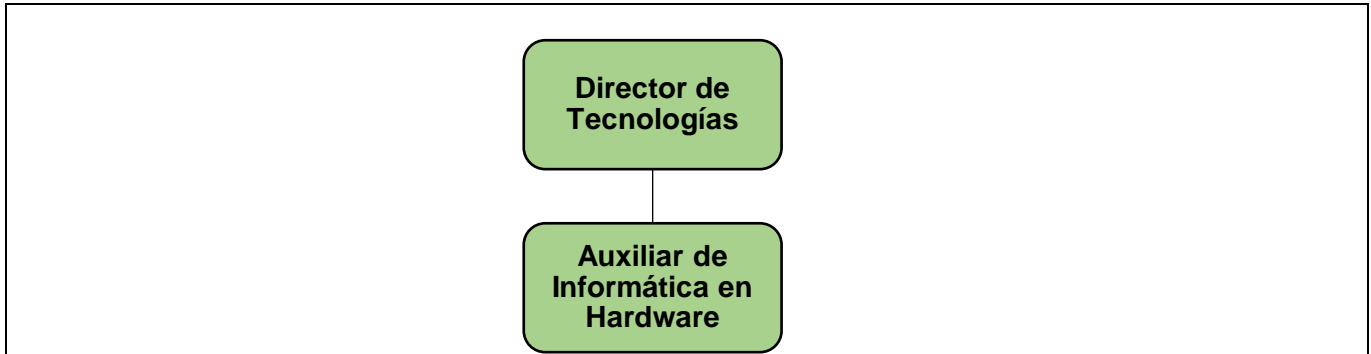 Director de
Tecnologías
Auxiliar de
Informática en
Hardware